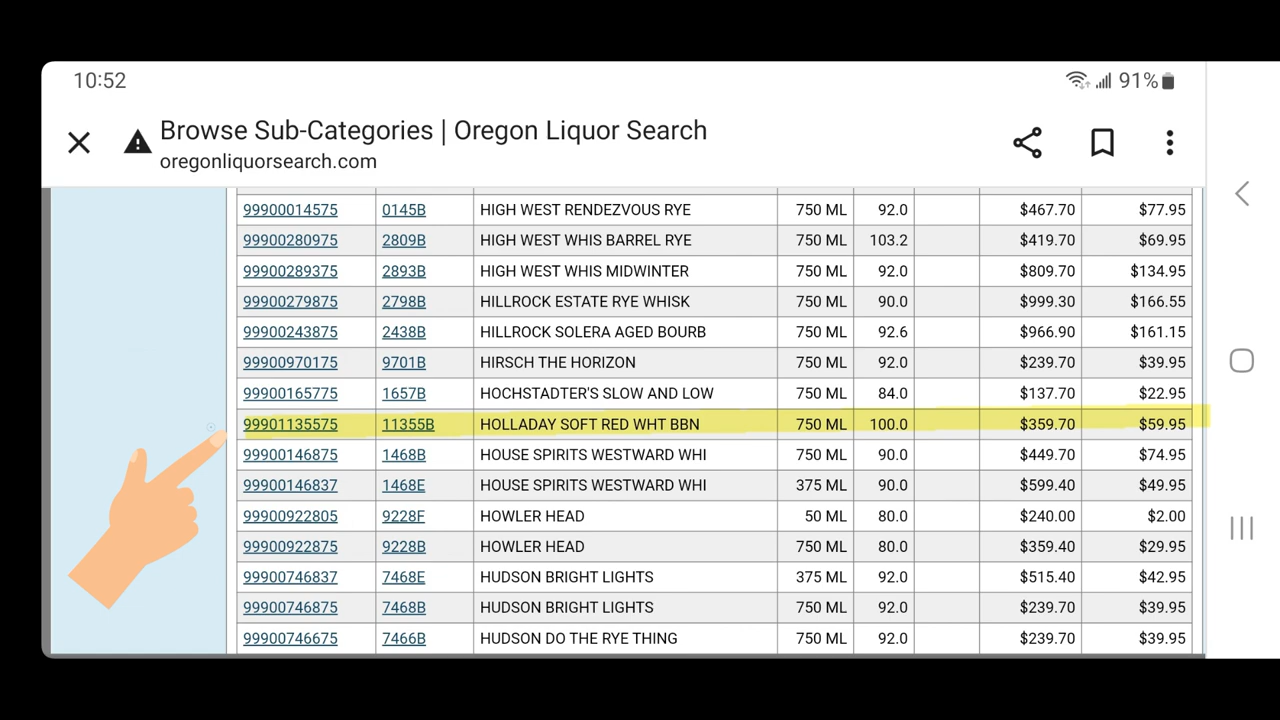 10:52
91%
Browse Sub-Categories | Oregon Liquor Search
oregonliquorsearch.com
99900014575 0145B HIGH WEST RENDEZVOUS RYE 750 ML 92.0 $467.70 $77.95
99900280975 2809B HIGH WEST WHIS BARREL RYE 750 ML 103.2 $419.70 $69.95
99900289375 2893B HIGH WEST WHIS MIDWINTER 750 ML 92.0 $809.70 $134.95
99900279875 2798B HILLROCK ESTATE RYE WHISK 750 ML 90.0 $999.30 $166.55
99900243875 2438B HILLROCK SOLERA AGED BOURB 750 ML 92.6 $966.90 $161.15
99900970175 9701B HIRSCH THE HORIZON 750 ML 92.0 $239.70 $39.95
99900165775 1657B HOCHSTADTER'S SLOW AND LOW 750 ML 84.0 $137.70 $22.95
99901135575 11355B HOLLADAY SOFT RED WHT BBN 750 ML 100.0 $359.70 $59.95
99900146875 1468B HOUSE SPIRITS WESTWARD WHI 750 ML 90.0 $449.70 $74.95
99900146837 1468E HOUSE SPIRITS WESTWARD WHI 375 ML 90.0 $599.40 $49.95
99900922805 9228F HOWLER HEAD 50 ML 80.0 $240.00 $2.00
99900922875 9228B HOWLER HEAD 750 ML 80.0 $359.40 $29.95
99900746837 7468E HUDSON BRIGHT LIGHTS 375 ML 92.0 $515.40 $42.95
99900746875 7468B HUDSON BRIGHT LIGHTS 750 ML 92.0 $239.70 $39.95
99900746675 7466B HUDSON DO THE RYE THING 750 ML 92.0 $239.70 $39.95